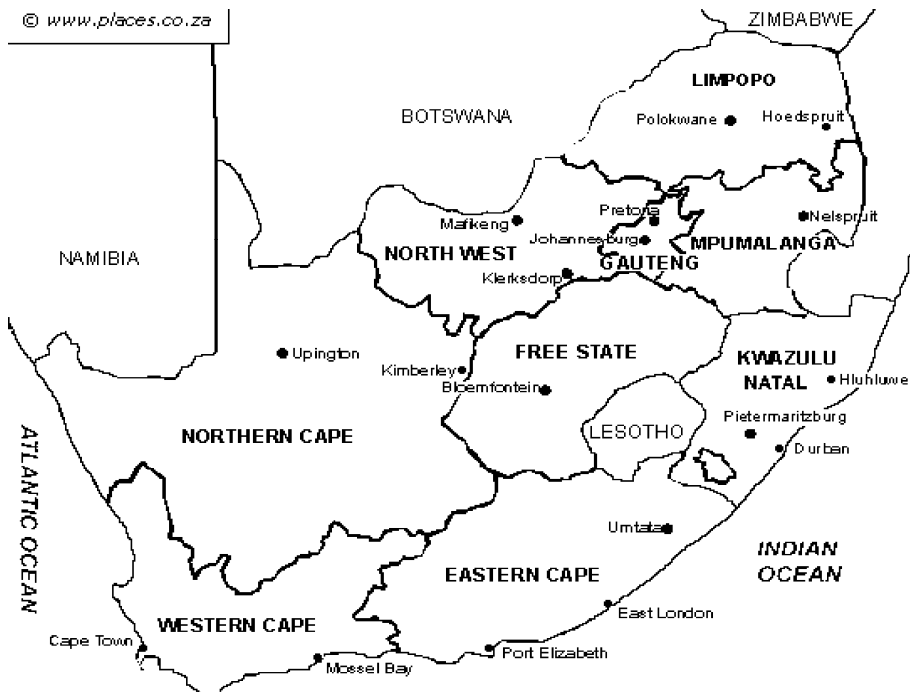 © www.places.co.za
ZIMBABWE
LIMPOPO
BOTSWANA
Polokwane
Hoedspruit
Mafikeng
Pretoria
Nelspruit
NORTH WEST
Johannesburg
MPUMALANGA
NAMIBIA
GAUTENG
Klerksdorp
Upington
FREE STATE
KWAZULU
NATAL
Kimberley
Hluhluwe
Bloemfontein
Pietermaritzburg
NORTHERN CAPE
LESOTHO
Durban
ATLANTIC OCEAN
Umtata
INDIAN
OCEAN
EASTERN CAPE
East London
WESTERN CAPE
Cape Town
Mossel Bay
Port Elizabeth